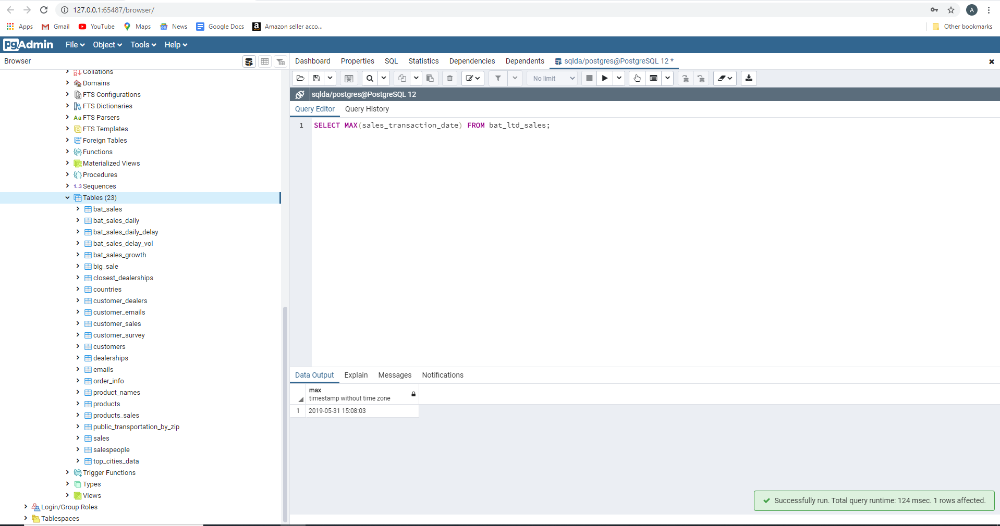 127.0.0.1:65487/browser/
A
Apps Gmail YouTube Maps News Google Docs Amazon seller acco... Other bookmarks
pgAdmin File Object Tools Help
Browser
Dashboard Properties SQL Statistics Dependencies Dependents sqlda/postgres@PostgreSQL 12 *
No limit
sqlda/postgres@PostgreSQL 12
Query Editor Query History
1 SELECT MAX(sales_transaction_date) FROM bat_ltd_sales;
Collations
Domains
FTS Configurations
FTS Dictionaries
Aa FTS Parsers
FTS Templates
Foreign Tables
Functions
Materialized Views
Procedures
1..3 Sequences
Tables (23)
bat_sales
bat_sales_daily
bat_sales_daily_delay
bat_sales_delay_vol
bat_sales_growth
big_sale
closest_dealerships
countries
customer_dealers
customer_emails
customer_sales
customer_survey
customers
dealerships
emails
order_info
product_names
products
products_sales
public_transportation_by_zip
sales
salespeople
top_cities_data
Trigger Functions
Types
Views
Login/Group Roles
Tablespaces
Data Output Explain Messages Notifications
max
timestamp without time zone
1 2019-05-31 15:08:03
Successfully run. Total query runtime: 124 msec. 1 rows affected.